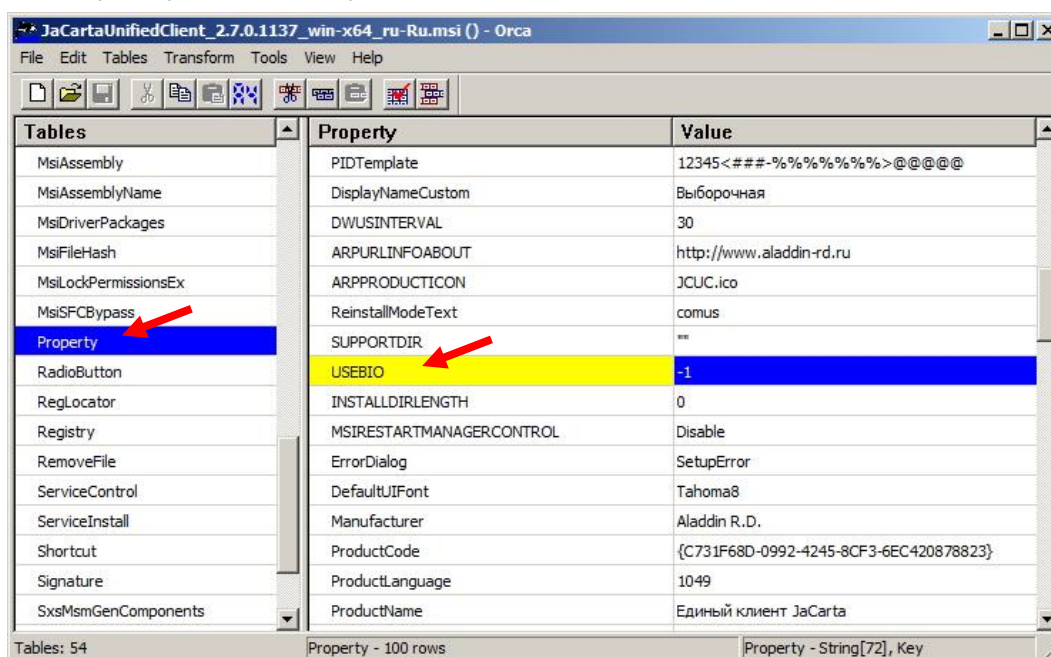 JaCartaUnifiedClient_2.7.0.1137_win-x64_ru-Ru.msi () - Orca
File Edit Tables Transform Tools View Help
Tables Property Value
MsiAssembly PIDTemplate 12345<###-%%%%%%%>@@@@@
MsiAssemblyName DisplayNameCustom Выборочная
MsiDriverPackages DWUSINTERVAL 30
MsiFileHash ARPURLINFOABOUT http://www.aladdin-rd.ru
MsiLockPermissionsEx ARPPRODUCTICON JCUC.ico
MsiSFCBypass ReinstallModeText comus
Property SUPPORTDIR ""
RadioButton USEBIO -1
RegLocator INSTALLDIRLENGTH 0
Registry MSIRESTARTMANAGERCONTROL Disable
RemoveFile ErrorDialog SetupError
ServiceControl DefaultUIFont Tahoma8
ServiceInstall Manufacturer Aladdin R.D.
Shortcut ProductCode {C731F68D-0992-4245-8CF3-6EC420878823}
Signature ProductLanguage 1049
SxsMsmGenComponents ProductName Единый клиент JaCarta
Tables: 54 Property - 100 rows Property - String[72], Key